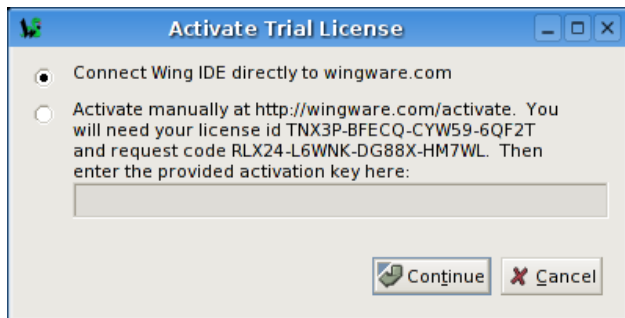 Activate Trial License
Connect Wing IDE directly to wingware.com
Activate manually at http://wingware.com/activate. You
will need your license id TNX3P-BFECQ-CYW59-6QF2T
and request code RLX24-L6WNK-DG88X-HM7WL. Then
enter the provided activation key here:
Continue Cancel